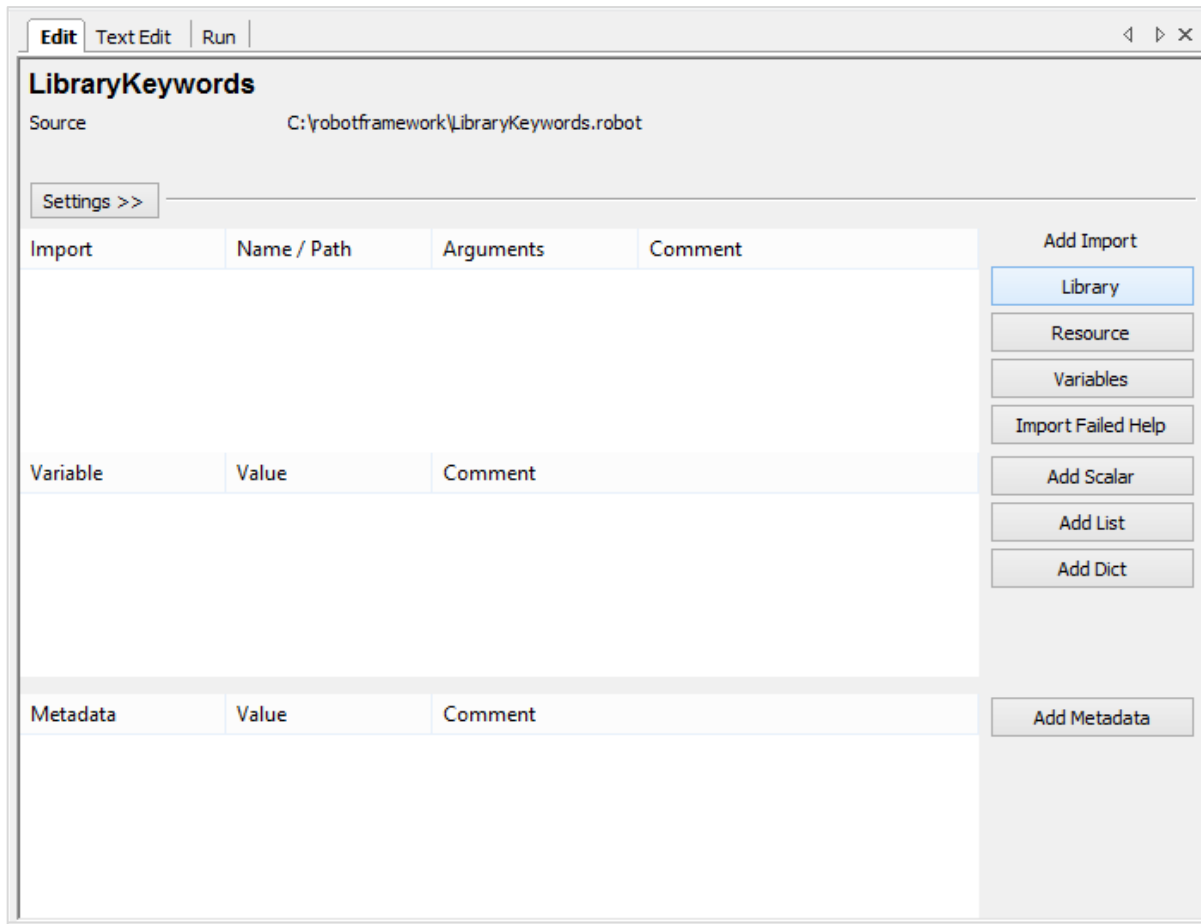 Edit Text Edit Run
LibraryKeywords
Source C:\robotframework\LibraryKeywords.robot
Settings >>
Import Name / Path Arguments Comment
Add Import
Library
Resource
Variables
Import Failed Help
Variable Value Comment
Add Scalar
Add List
Add Dict
Metadata Value Comment
Add Metadata